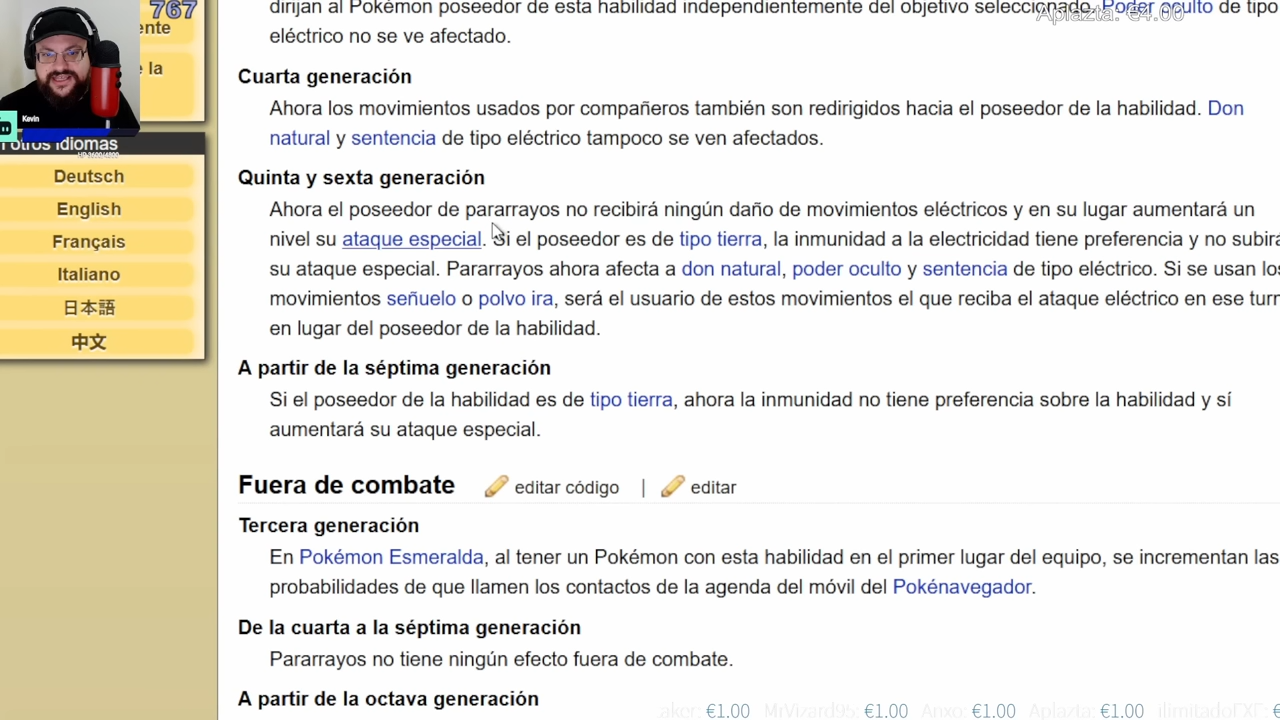 767
ente
e la
Kevin
r otros idiomas
Deutsch
English
Français
Italiano
日本語
中文
dirijan al Pokémon poseedor de esta habilidad independientemente del objetivo seleccionado. Poder oculto de tipo
Aplazta: €4.00
eléctrico no se ve afectado.
Cuarta generación
Ahora los movimientos usados por compañeros también son redirigidos hacia el poseedor de la habilidad. Don
natural y sentencia de tipo eléctrico tampoco se ven afectados.
Quinta y sexta generación
Ahora el poseedor de pararrayos no recibirá ningún daño de movimientos eléctricos y en su lugar aumentará un
nivel su ataque especial. Si el poseedor es de tipo tierra, la inmunidad a la electricidad tiene preferencia y no subirá
su ataque especial. Pararrayos ahora afecta a don natural, poder oculto y sentencia de tipo eléctrico. Si se usan los
movimientos señuelo o polvo ira, será el usuario de estos movimientos el que reciba el ataque eléctrico en ese turn
en lugar del poseedor de la habilidad.
A partir de la séptima generación
Si el poseedor de la habilidad es de tipo tierra, ahora la inmunidad no tiene preferencia sobre la habilidad y sí
aumentará su ataque especial.
Fuera de combate editar código | editar
Tercera generación
En Pokémon Esmeralda, al tener un Pokémon con esta habilidad en el primer lugar del equipo, se incrementan las
probabilidades de que llamen los contactos de la agenda del móvil del Pokénavegador.
De la cuarta a la séptima generación
Pararrayos no tiene ningún efecto fuera de combate.
A partir de la octava generación
aker: €1.00 MrVizard95: €1.00 Anxo: €1.00 Aplazta: €1.00 ilimitadoEXE: €